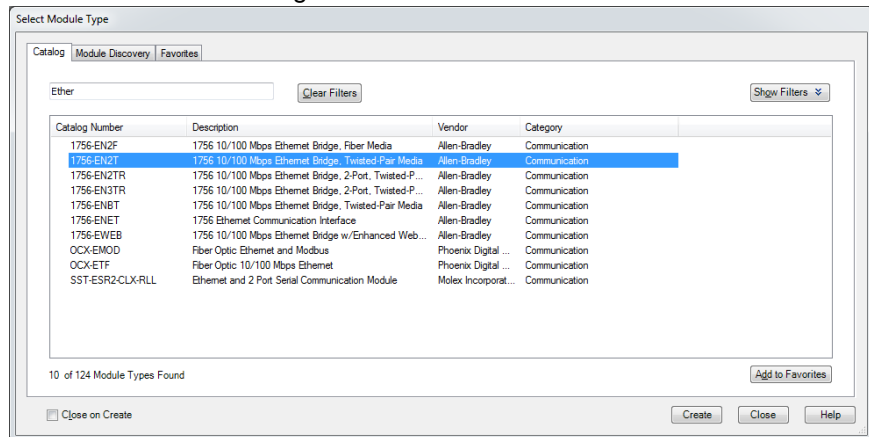 Select Module Type
Catalog Module Discovery Favorites
Ether Clear Filters Show Filters
Catalog Number Description Vendor Category
1756-EN2F 1756 10/100 Mbps Ethernet Bridge, Fiber Media Allen-Bradley Communication
1756-EN2T 1756 10/100 Mbps Ethernet Bridge, Twisted-Pair Media Allen-Bradley Communication
1756-EN2TR 1756 10/100 Mbps Ethernet Bridge, 2-Port, Twisted-P... Allen-Bradley Communication
1756-EN3TR 1756 10/100 Mbps Ethernet Bridge, 2-Port, Twisted-P... Allen-Bradley Communication
1756-ENBT 1756 10/100 Mbps Ethernet Bridge, Twisted-Pair Media Allen-Bradley Communication
1756-ENET 1756 Ethernet Communication Interface Allen-Bradley Communication
1756-EWEB 1756 10/100 Mbps Ethernet Bridge w/Enhanced Web... Allen-Bradley Communication
OCX-EMOD Fiber Optic Ethernet and Modbus Phoenix Digital ... Communication
OCX-ETF Fiber Optic 10/100 Mbps Ethernet Phoenix Digital ... Communication
SST-ESR2-CLX-RLL Ethernet and 2 Port Serial Communication Module Molex Incorporat... Communication
10 of 124 Module Types Found Add to Favorites
Close on Create Create Close Help